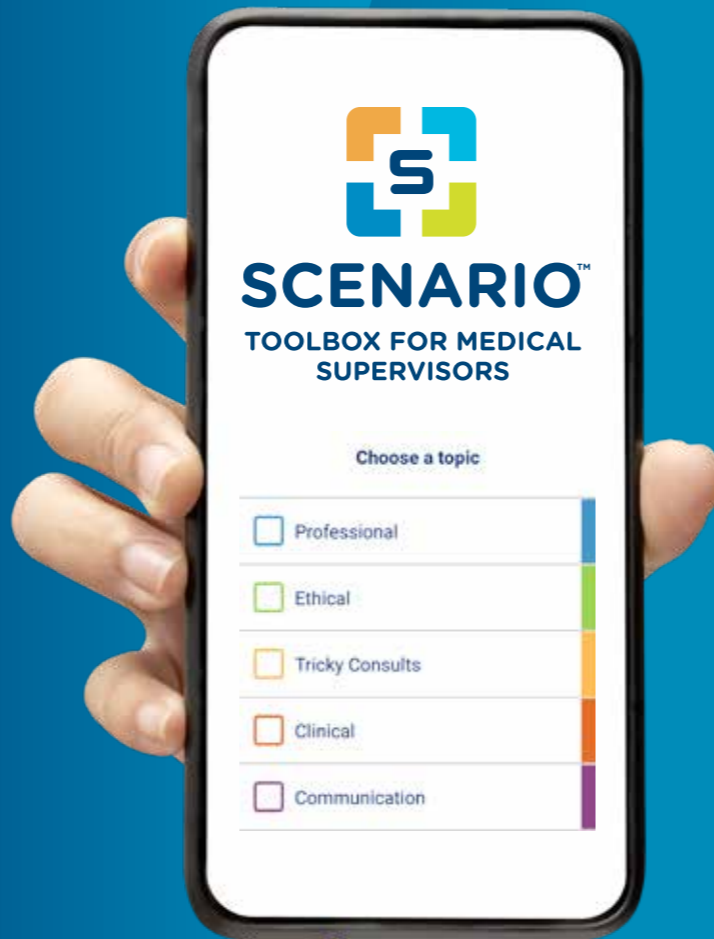 S
SCENARIO™
TOOLBOX FOR MEDICAL
SUPERVISORS
Choose a topic
Professional
Ethical
Tricky Consults
Clinical
Communication